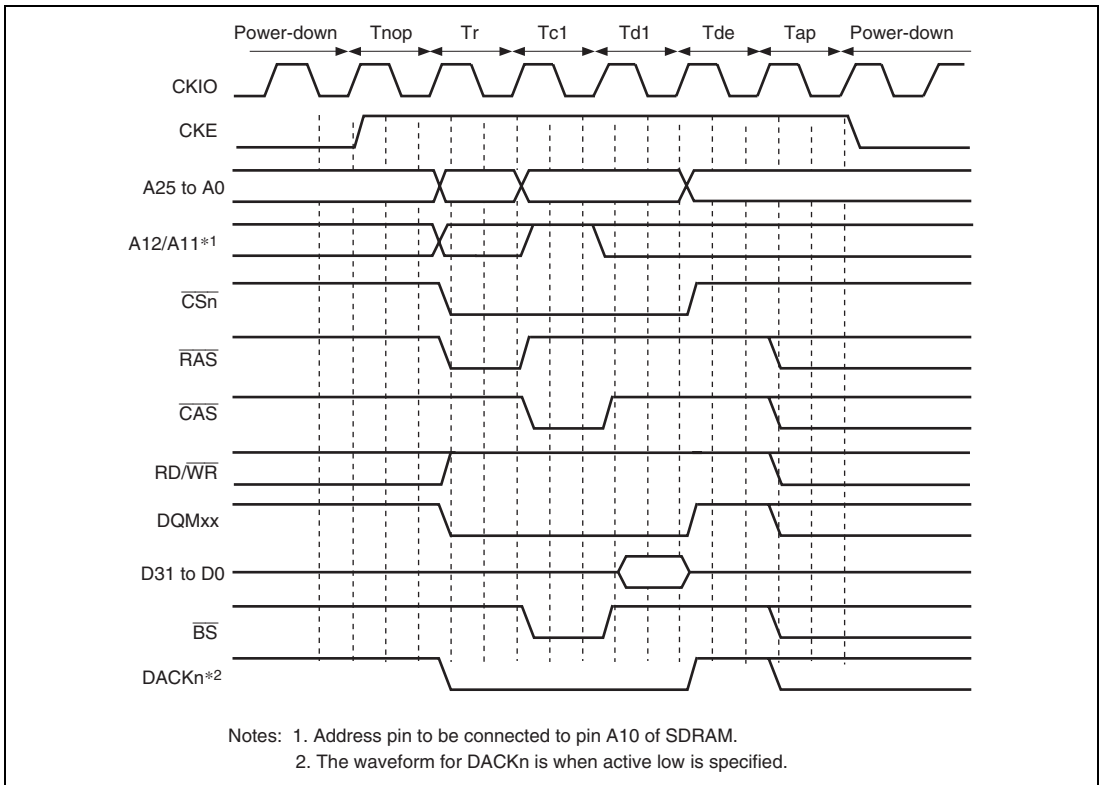 Power-down Tnop Tr Tc1 Td1 Tde Tap Power-down
CKIO
CKE
A25 to A0
A12/A11*1
CSn
RAS
CAS
RD/WR
DQMxx
D31 to D0
BS
DACKn*2
Notes: 1. Address pin to be connected to pin A10 of SDRAM.
2. The waveform for DACKn is when active low is specified.